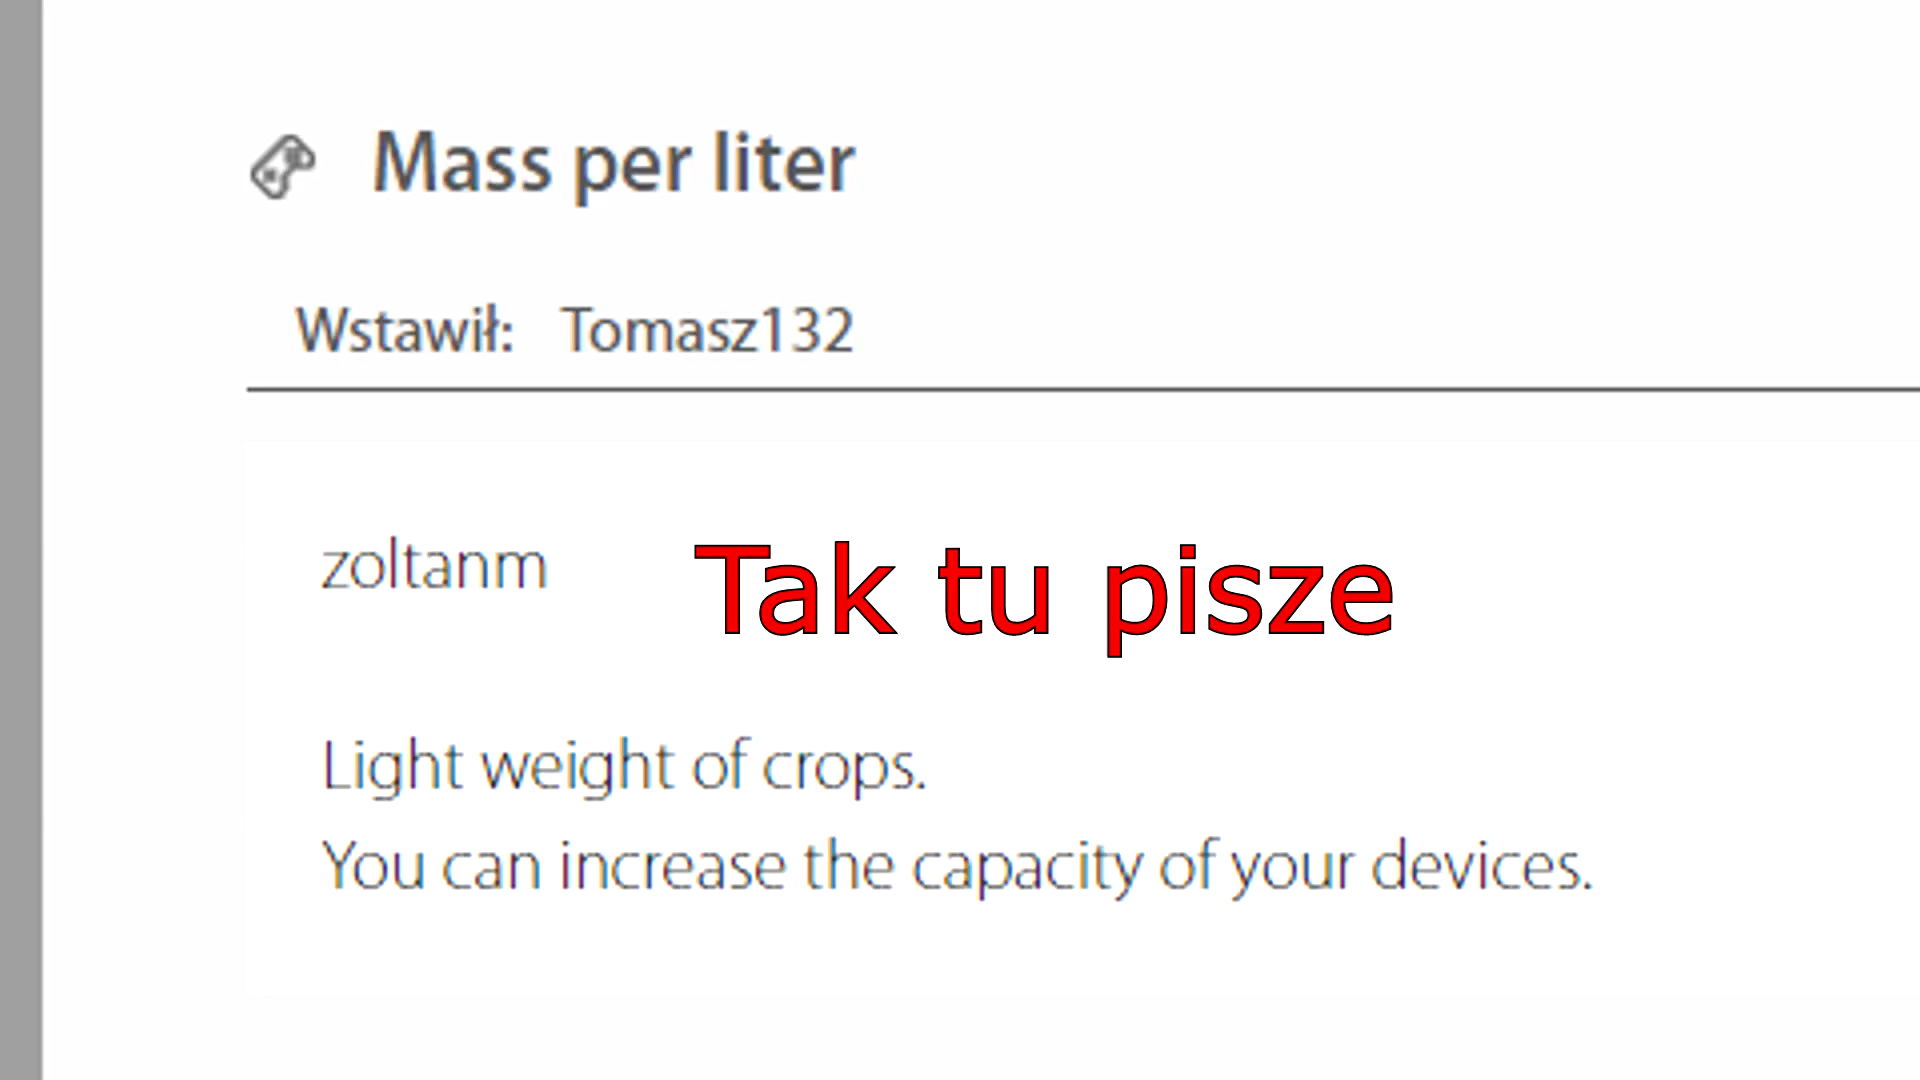 Mass per liter
Wstawił: Tomasz132
zoltanm
Tak tu pisze
Light weight of crops.
You can increase the capacity of your devices.